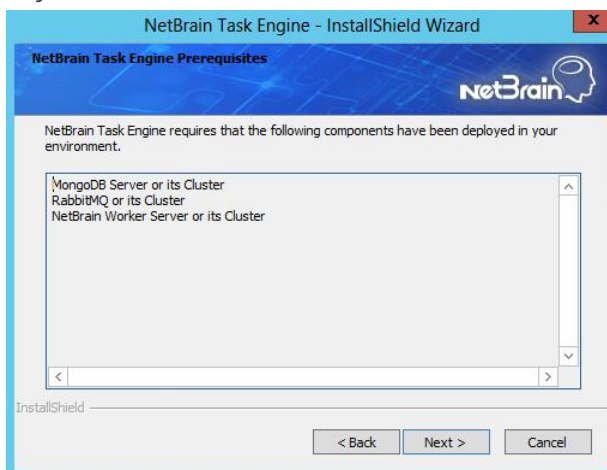 NetBrain Task Engine - InstallShield Wizard
x
NetBrain Task Engine Prerequisites
NetBrain
NetBrain Task Engine requires that the following components have been deployed in your
environment.
MongoDB Server or its Cluster
RabbitMQ or its Cluster
NetBrain Worker Server or its Cluster
InstallShield
< Back Next > Cancel